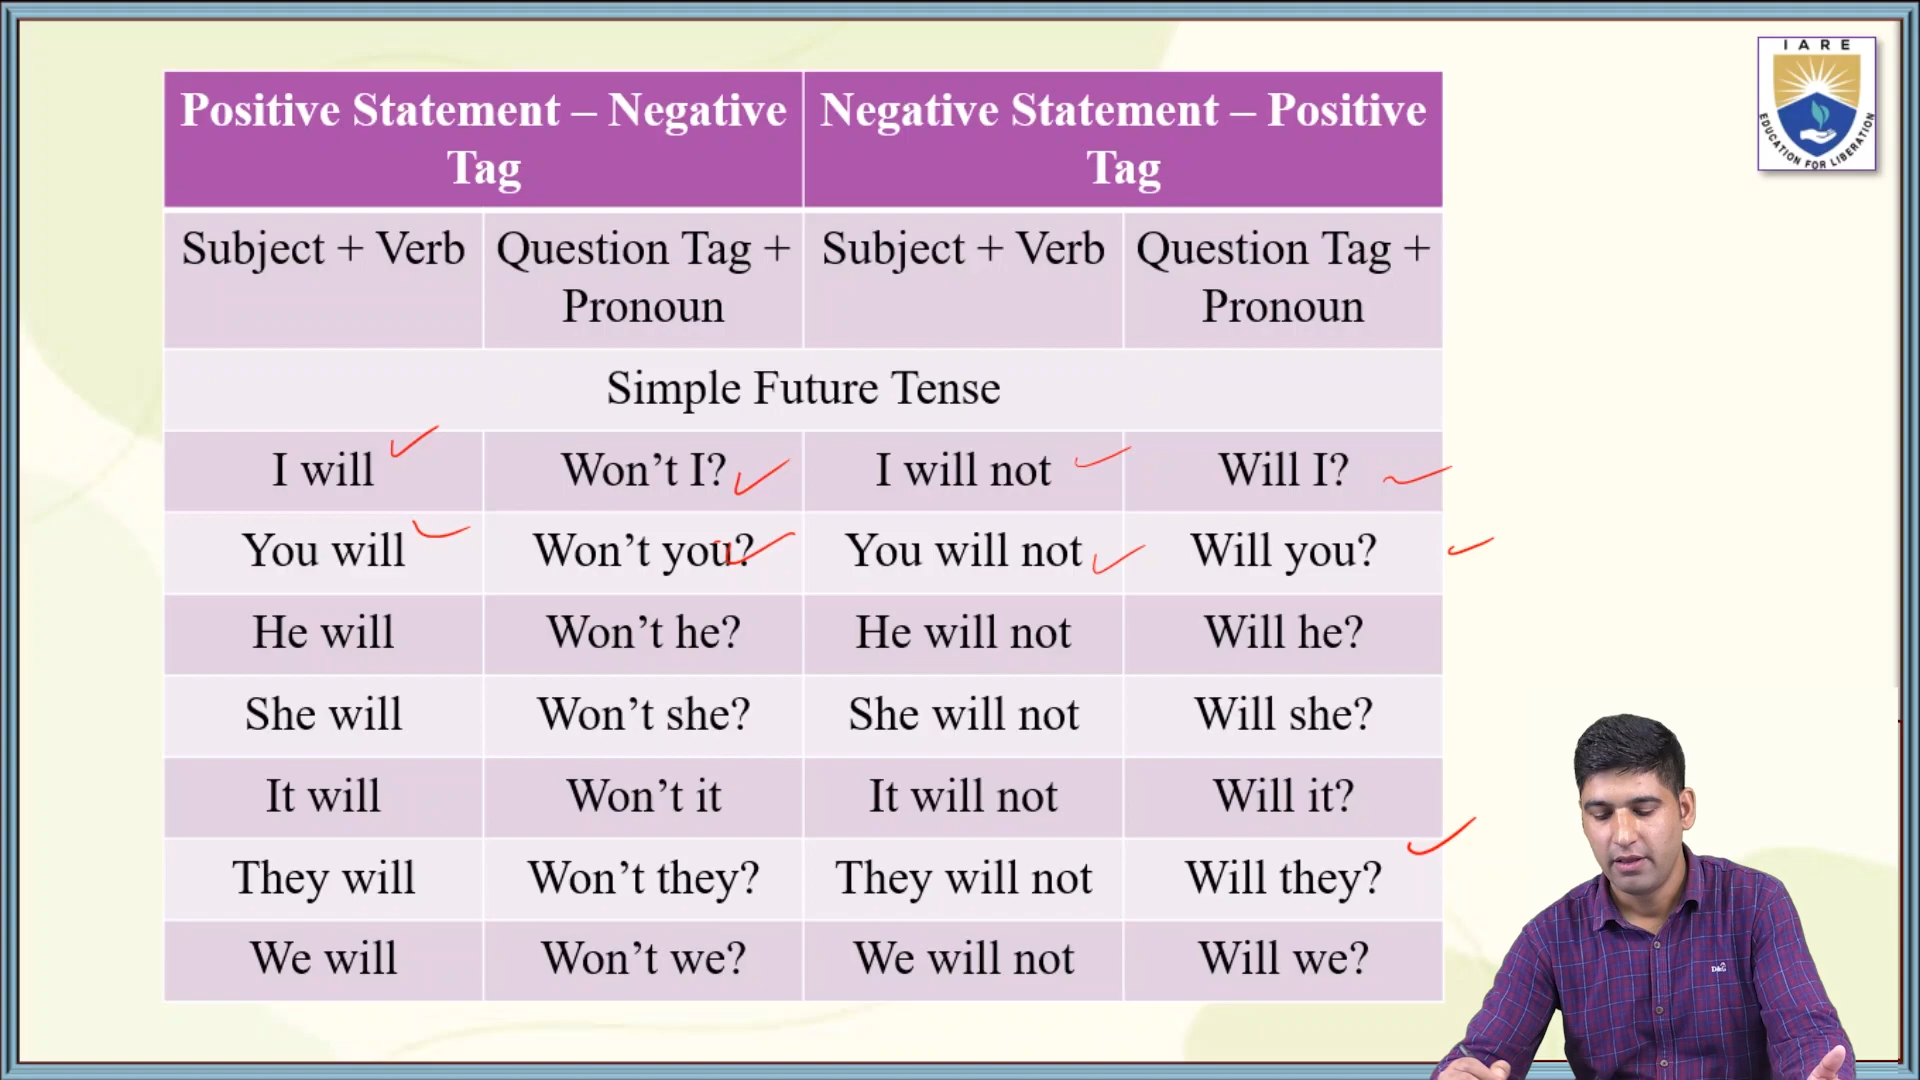 IARE
EDUCATION FOR LIBERATION
Positive Statement – Negative
Tag
Negative Statement – Positive
Tag
Subject + Verb
Question Tag +
Pronoun
Subject + Verb
Question Tag +
Pronoun
Simple Future Tense
I will
Won’t I?
I will not
Will I?
You will
Won’t you?
You will not
Will you?
He will
Won’t he?
He will not
Will he?
She will
Won’t she?
She will not
Will she?
It will
Won’t it
It will not
Will it?
They will
Won’t they?
They will not
Will they?
We will
Won’t we?
We will not
Will we?